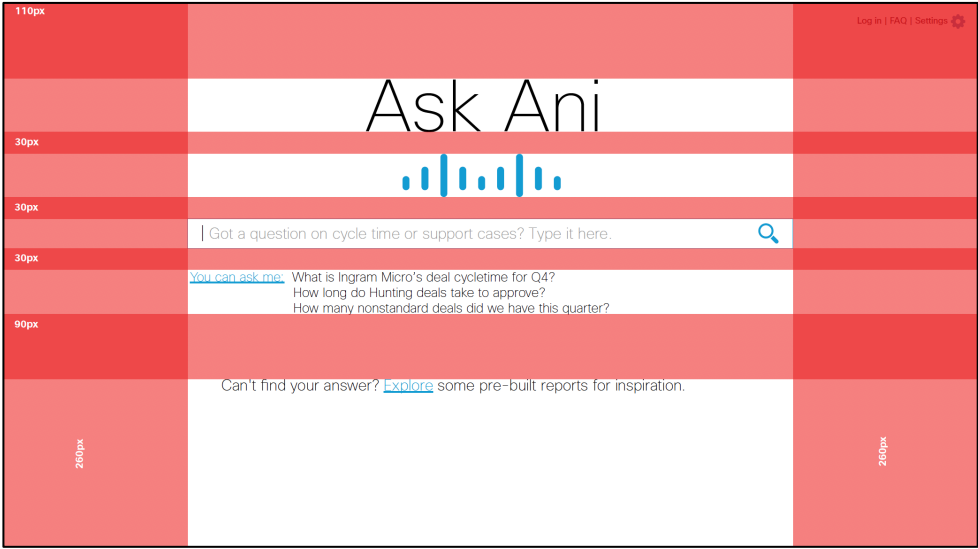 110px
Log in | FAQ | Settings
Ask Ani
30px
30px
Got a question on cycle time or support cases? Type it here.
30px
You can ask me: What is Ingram Micro's deal cycletime for Q4?
How long do Hunting deals take to approve?
How many nonstandard deals did we have this quarter?
90px
Can't find your answer? Explore some pre-built reports for inspiration.
260px
260px